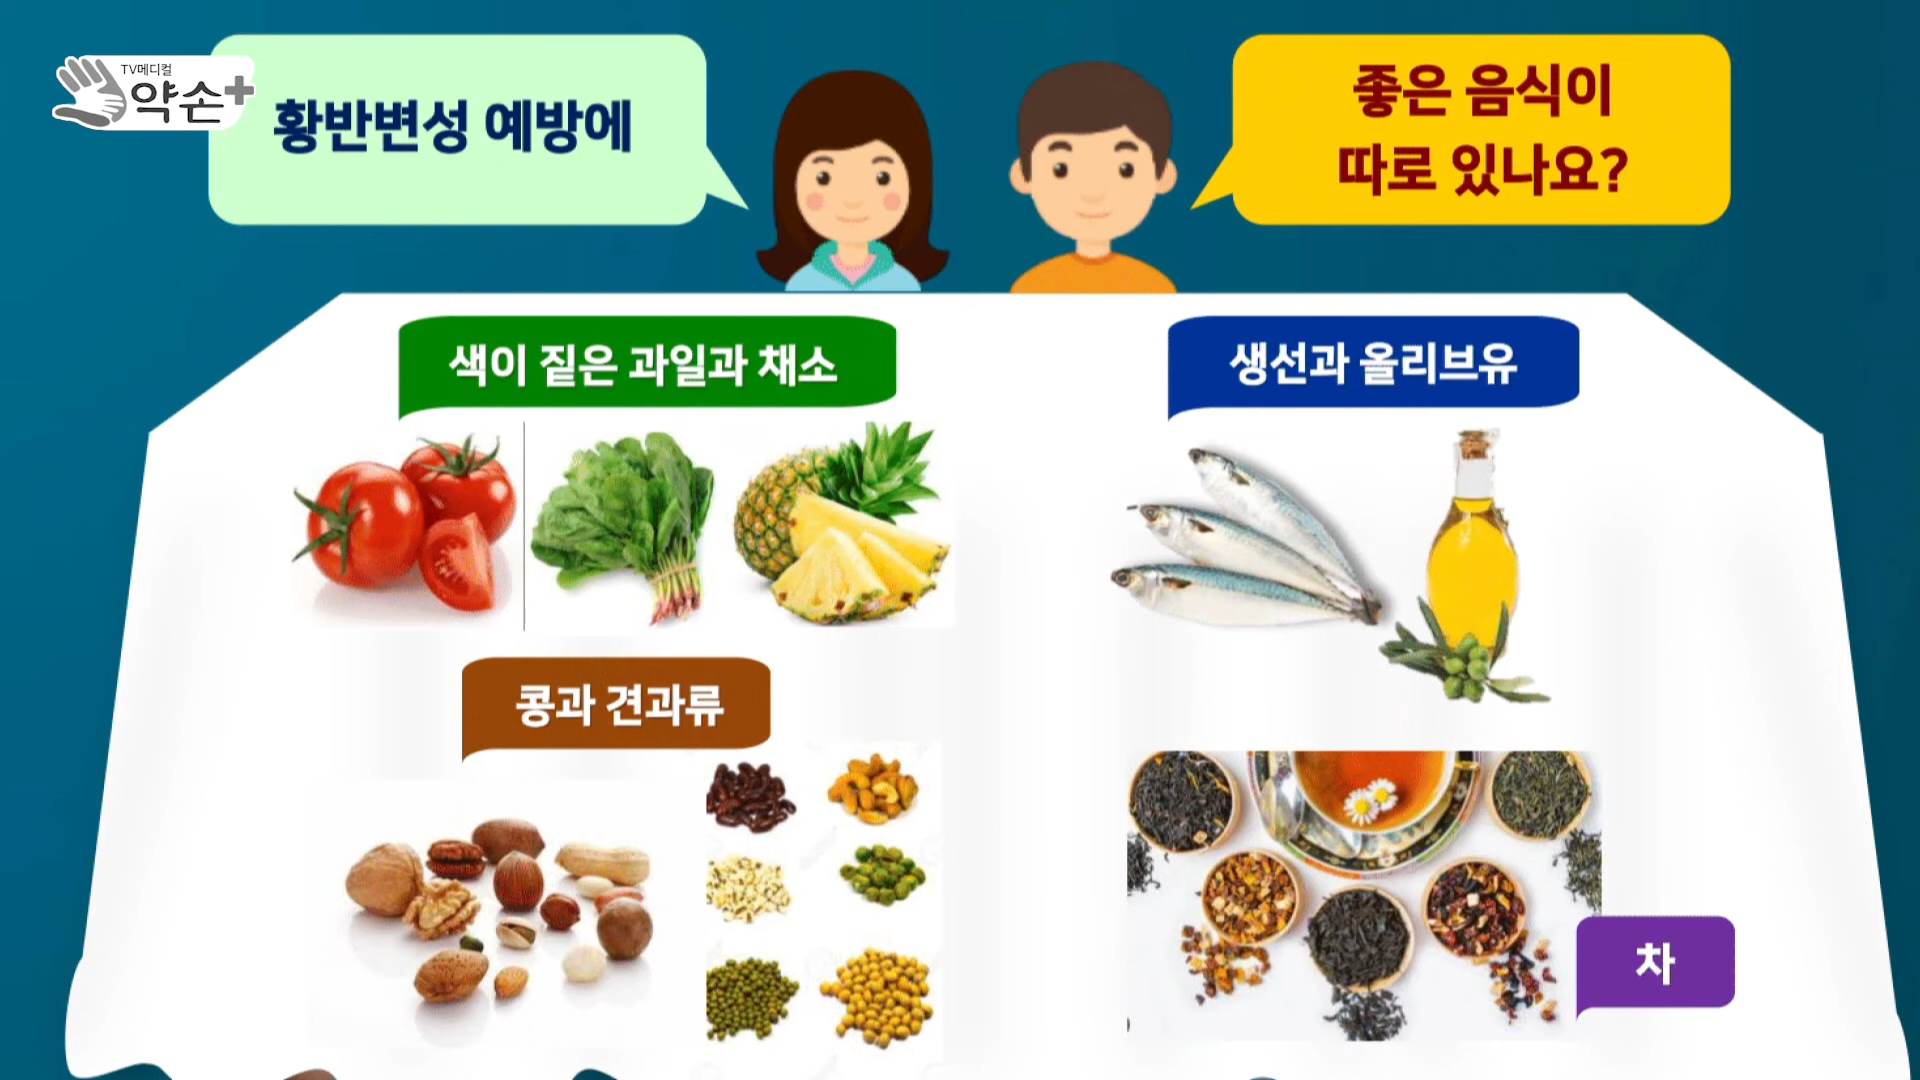 TV메디컬
약손+
황반변성 예방에
좋은 음식이
따로 있나요?
색이 짙은 과일과 채소
생선과 올리브유
콩과 견과류
차